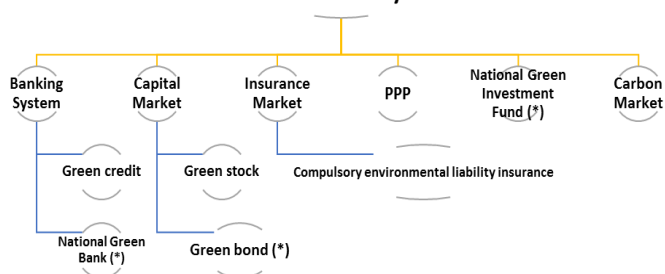 Banking
System
Capital
Market
Insurance
Market
PPP
National Green
Investment
Fund (*)
Carbon
Market
Green credit
Green stock
Compulsory environmental liability insurance
National Green
Bank (*)
Green bond (*)